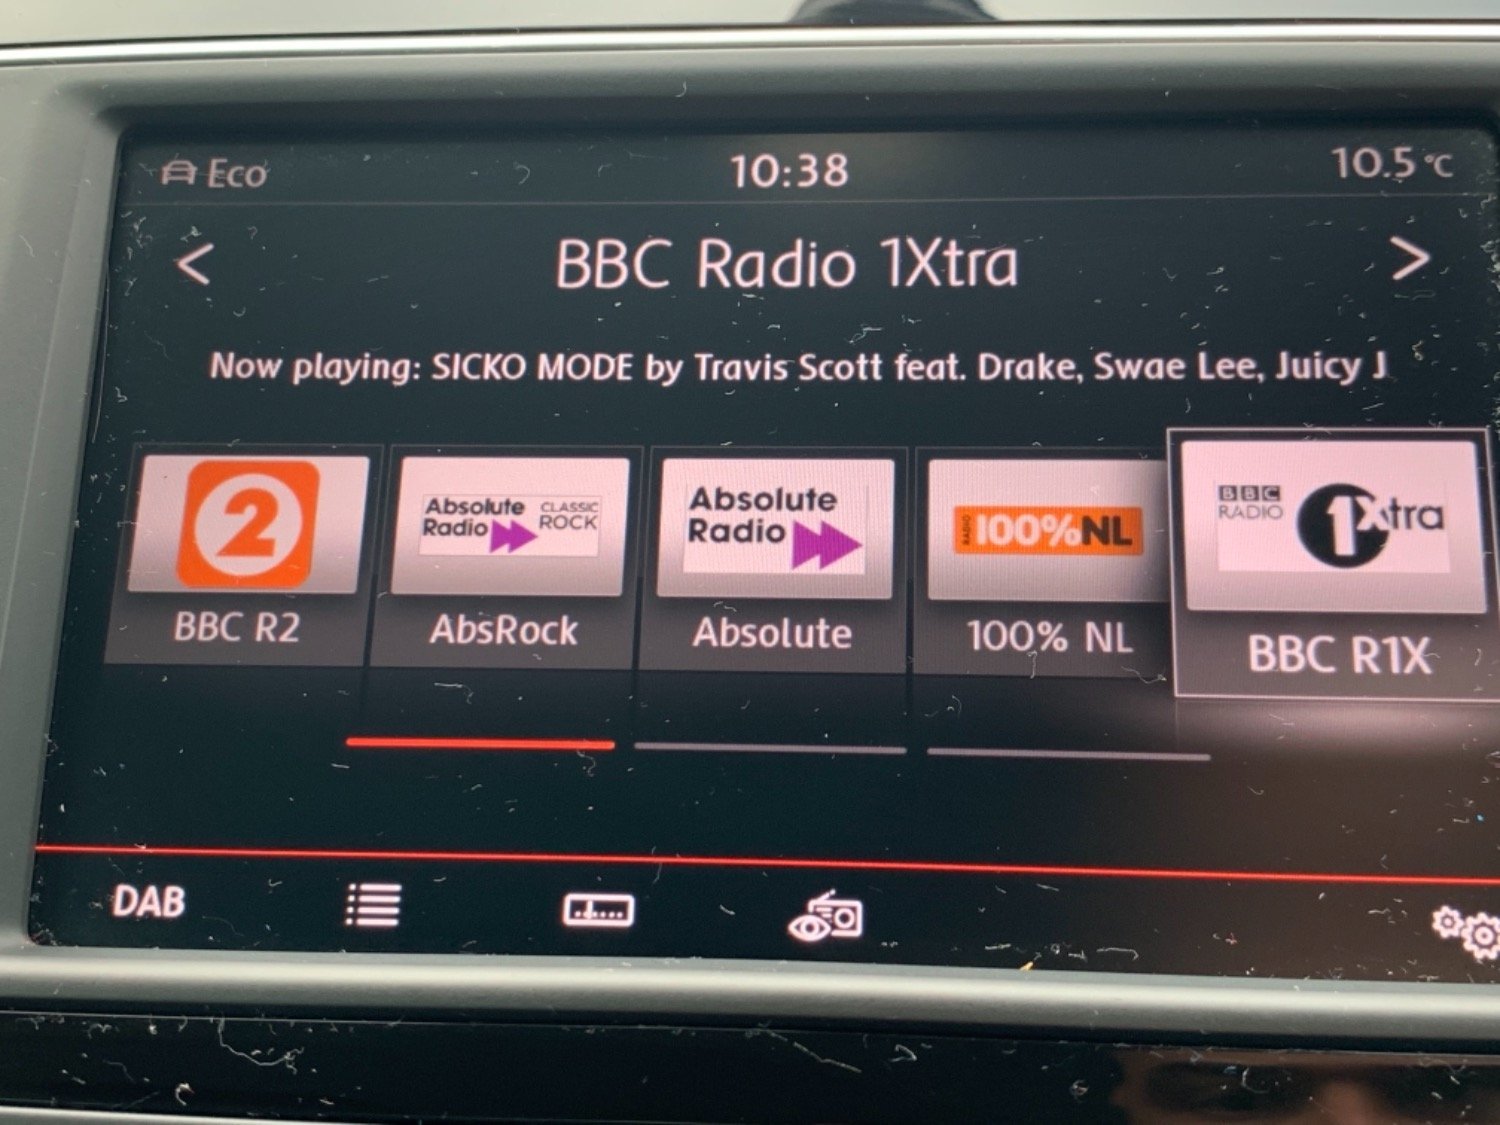 Eco 10:38 10.5 °C
< BBC Radio 1Xtra >
Now playing: SICKO MODE by Travis Scott feat. Drake, Swae Lee, Juicy J
2
Absolute Radio CLASSIC ROCK
Absolute Radio
RADIO 100%NL
BBC RADIO 1Xtra
BBC R2 AbsRock Absolute 100% NL BBC R1X
DAB